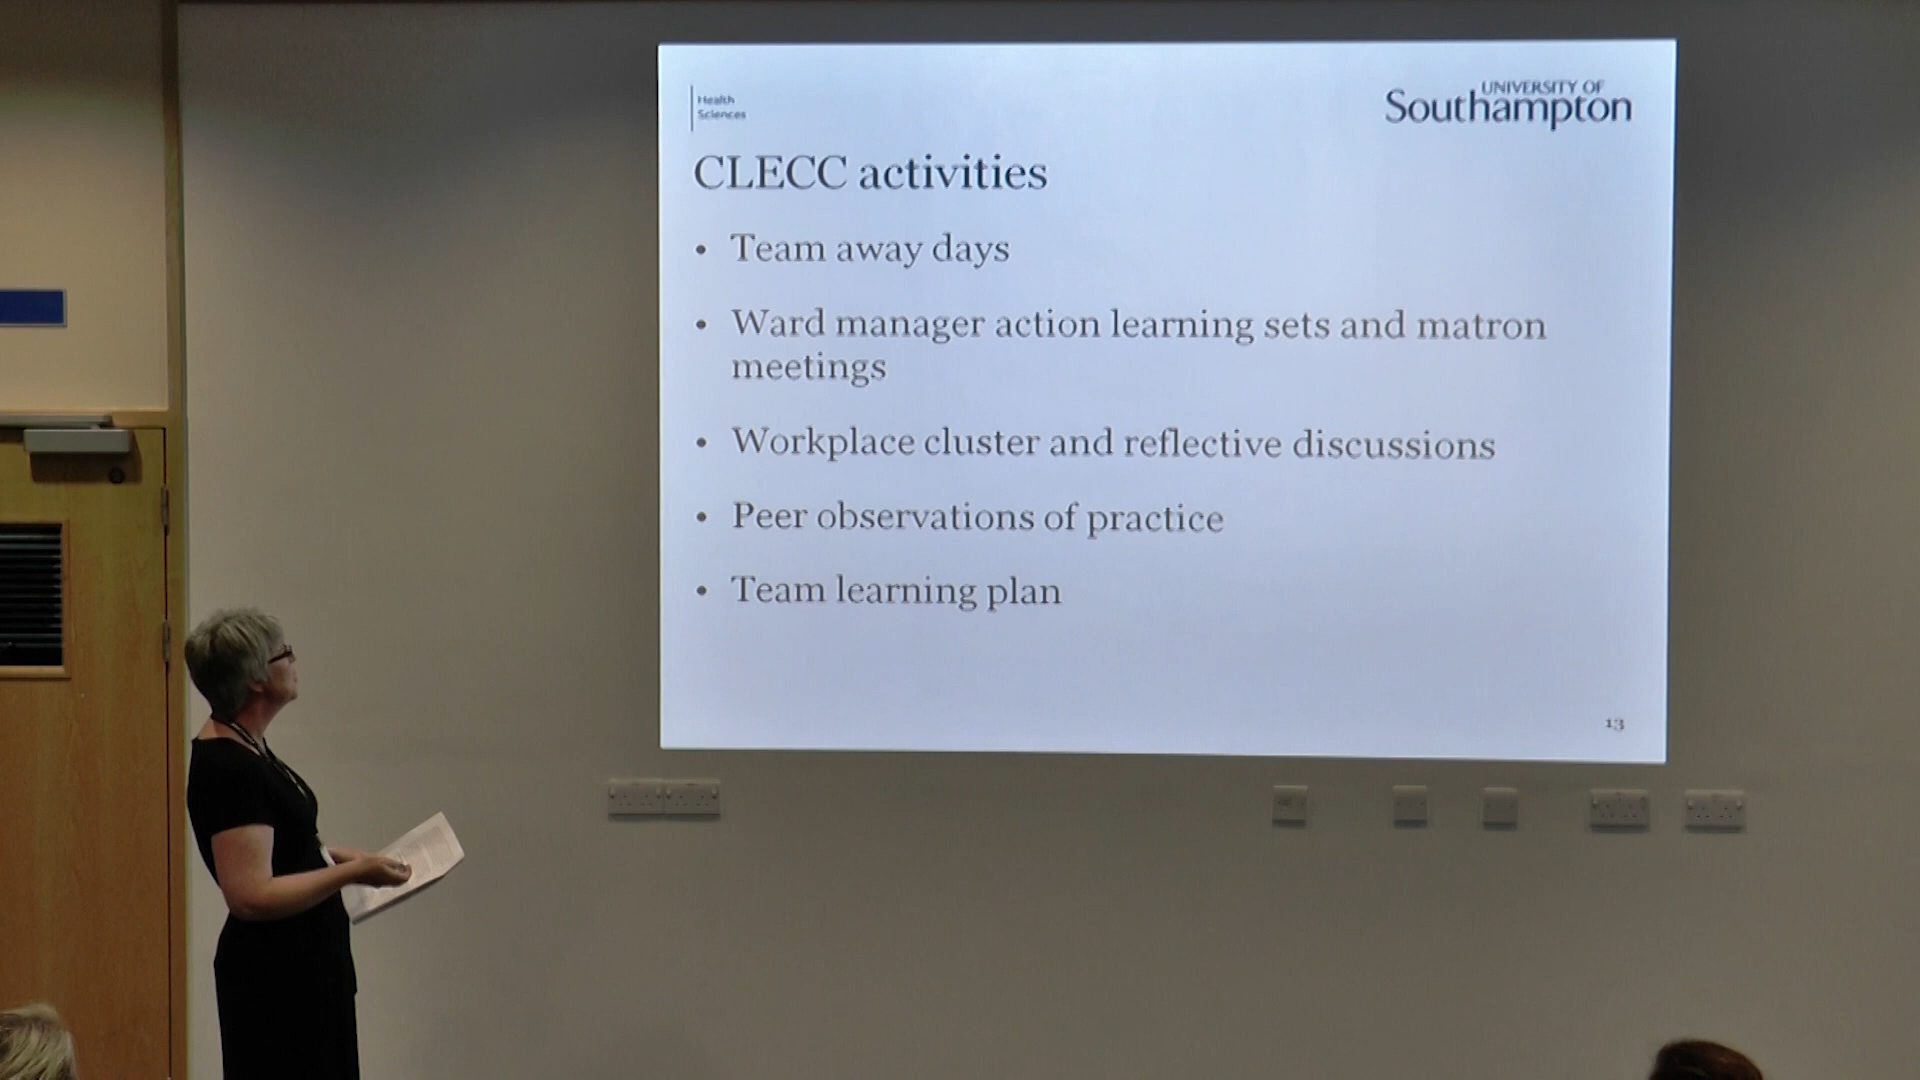 Health
Sciences
UNIVERSITY OF
Southampton
CLECC activities
• Team away days
• Ward manager action learning sets and matron
meetings
• Workplace cluster and reflective discussions
• Peer observations of practice
• Team learning plan
13